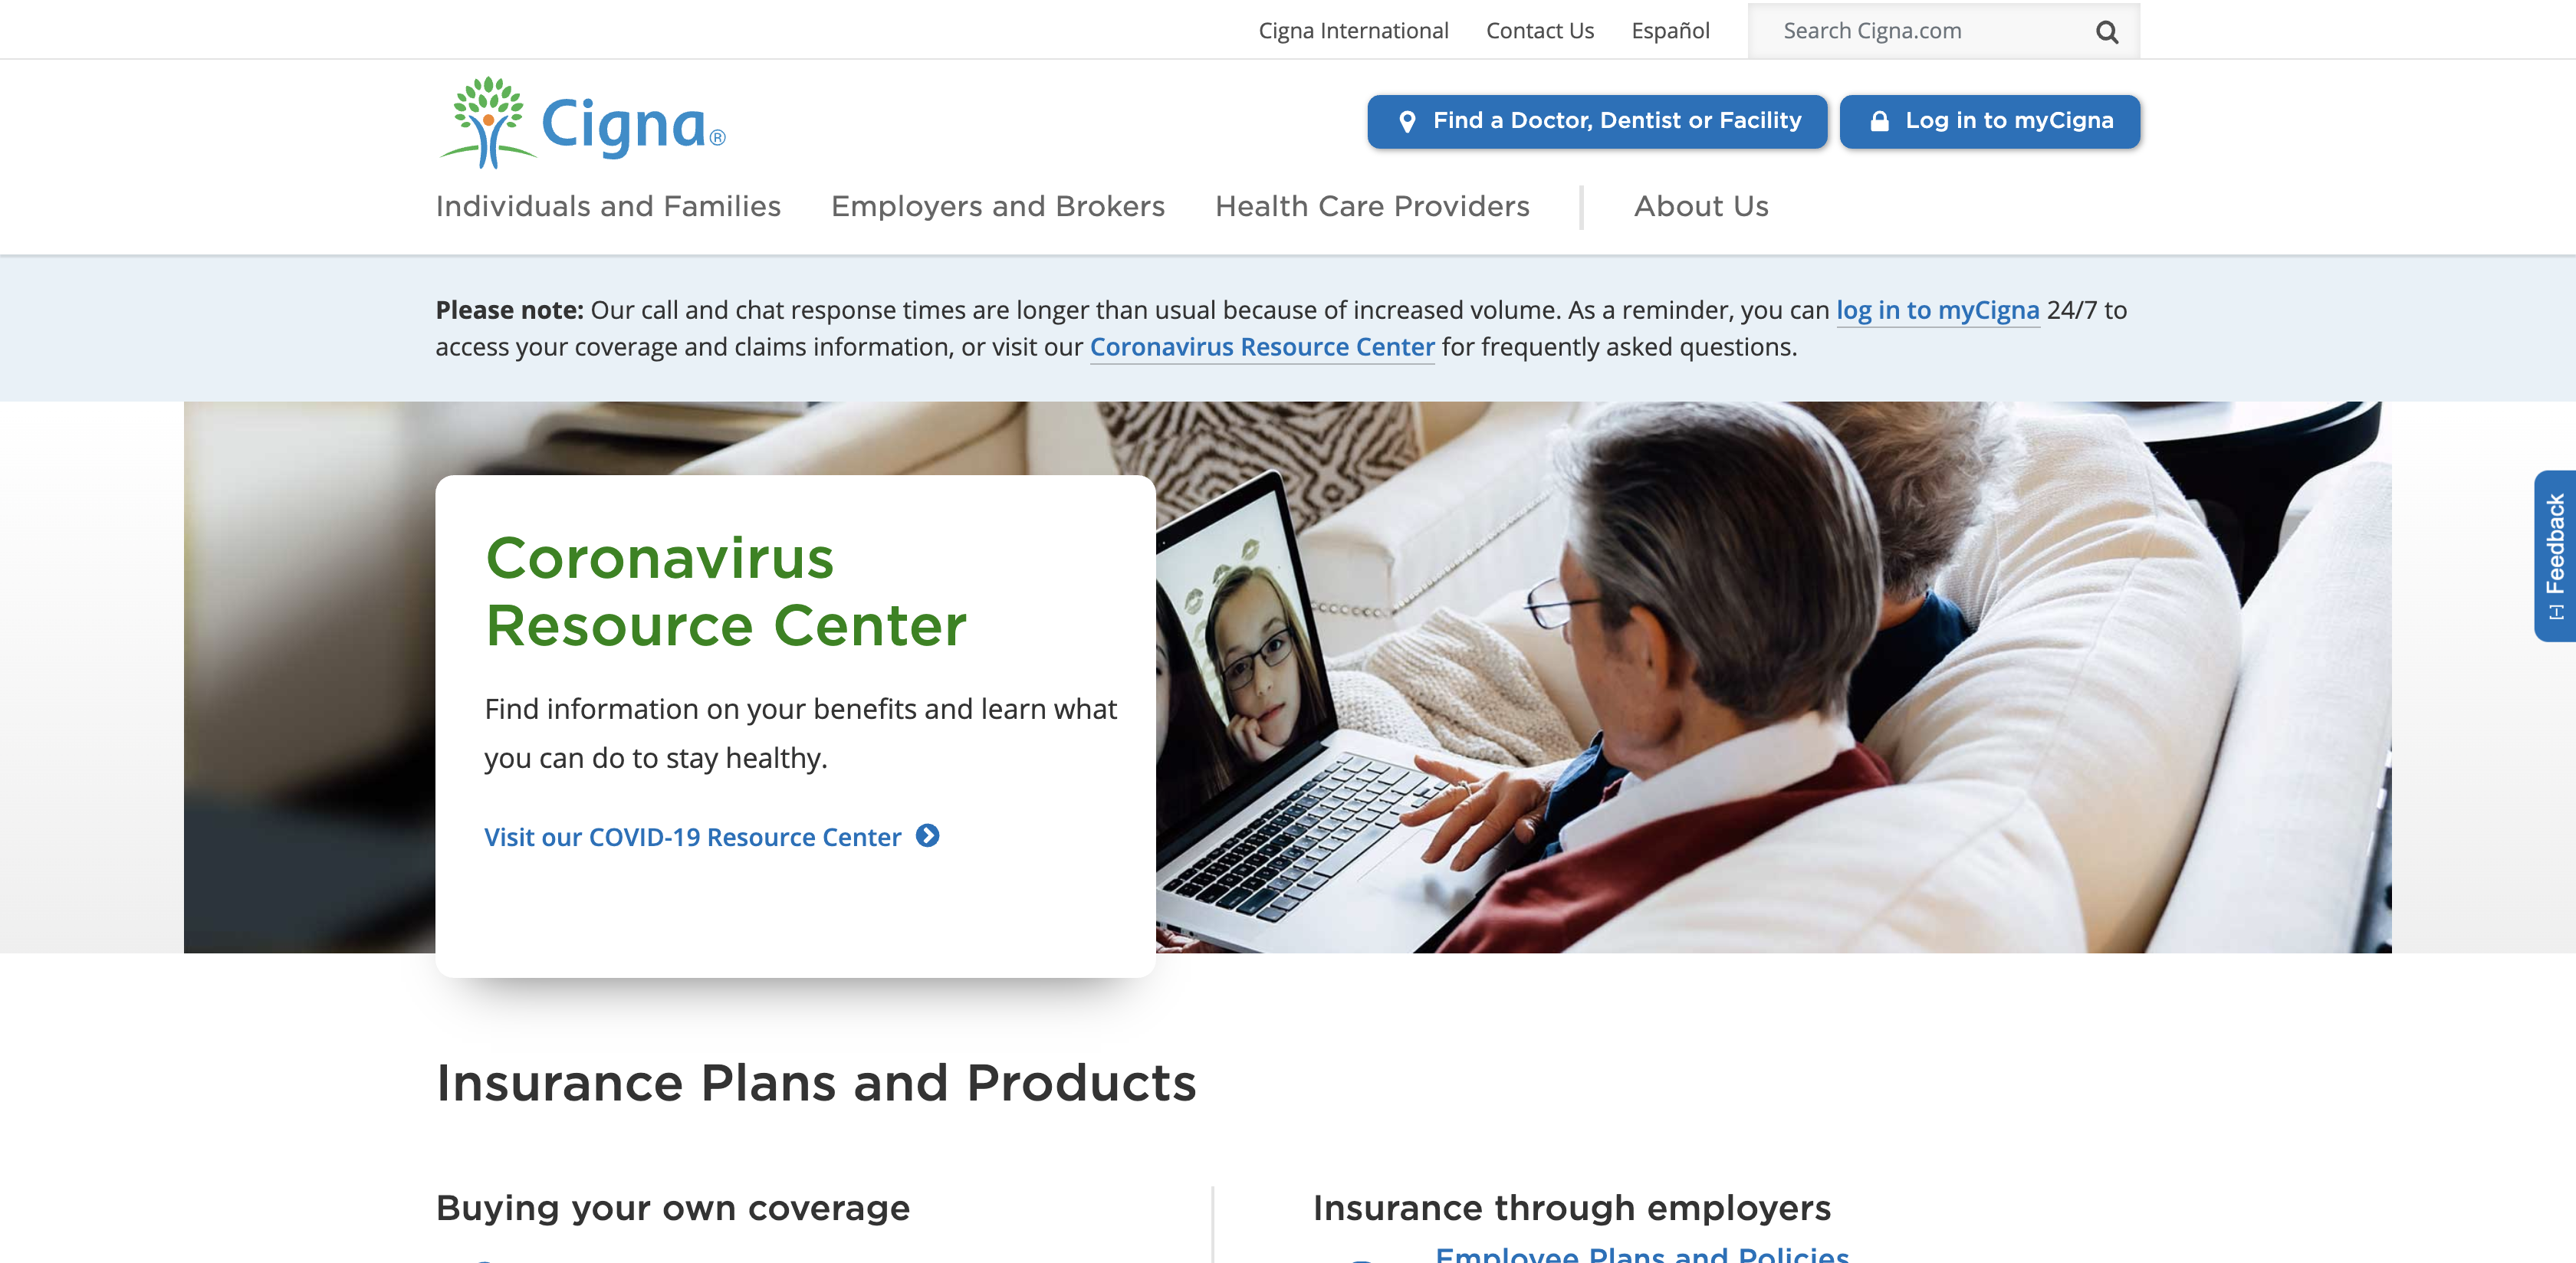 Cigna International Contact Us Español Search Cigna.com
Cigna®
Find a Doctor, Dentist or Facility Log in to myCigna
Individuals and Families Employers and Brokers Health Care Providers About Us
Please note: Our call and chat response times are longer than usual because of increased volume. As a reminder, you can log in to myCigna 24/7 to
access your coverage and claims information, or visit our Coronavirus Resource Center for frequently asked questions.
Coronavirus
Resource Center
Find information on your benefits and learn what
you can do to stay healthy.
Visit our COVID-19 Resource Center
[-] Feedback
Insurance Plans and Products
Buying your own coverage
Insurance through employers
Employee Plans and Policies